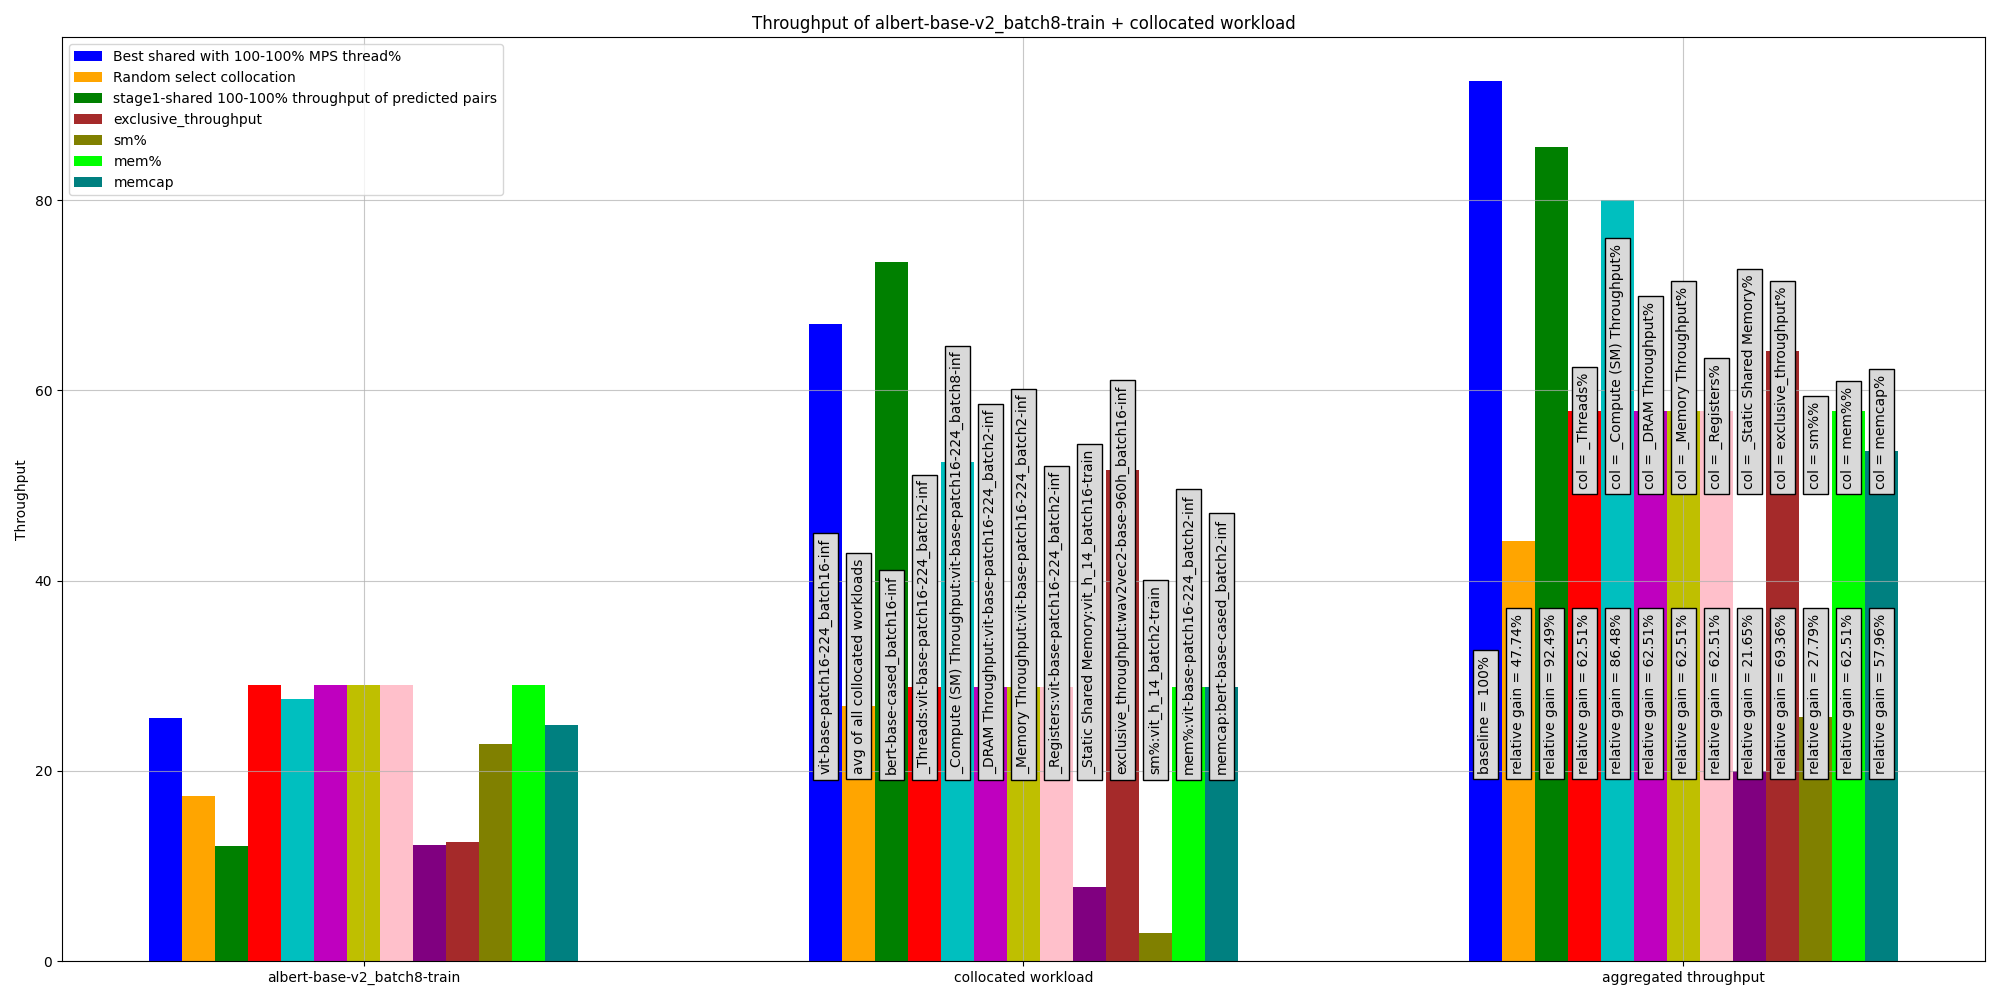 Throughput of albert-base-v2_batch8-train + collocated workload
Best shared with 100-100% MPS thread%
Random select collocation
stage1-shared 100-100% throughput of predicted pairs
exclusive_throughput
sm%
mem%
memcap
Throughput
80
60
40
20
0
vit-base-patch16-224_batch16-inf
avg of all collocated workloads
bert-base-cased_batch16-inf
_Threads:vit-base-patch16-224_batch2-inf
_Compute (SM) Throughput:vit-base-patch16-224_batch8-inf
_DRAM Throughput:vit-base-patch16-224_batch2-inf
_Memory Throughput:vit-base-patch16-224_batch2-inf
_Registers:vit-base-patch16-224_batch2-inf
_Static Shared Memory:vit_h_14_batch16-train
exclusive_throughput:wav2vec2-base-960h_batch16-inf
sm%:vit_h_14_batch2-train
mem%:vit-base-patch16-224_batch2-inf
memcap:bert-base-cased_batch2-inf
col = _Threads%
col = _Compute (SM) Throughput%
col = _DRAM Throughput%
col = _Memory Throughput%
col = _Registers%
col = _Static Shared Memory%
col = exclusive_throughput%
col = sm%%
col = mem%%
col = memcap%
baseline = 100%
relative gain = 47.74%
relative gain = 92.49%
relative gain = 62.51%
relative gain = 86.48%
relative gain = 62.51%
relative gain = 62.51%
relative gain = 62.51%
relative gain = 21.65%
relative gain = 69.36%
relative gain = 27.79%
relative gain = 62.51%
relative gain = 57.96%
albert-base-v2_batch8-train
collocated workload
aggregated throughput